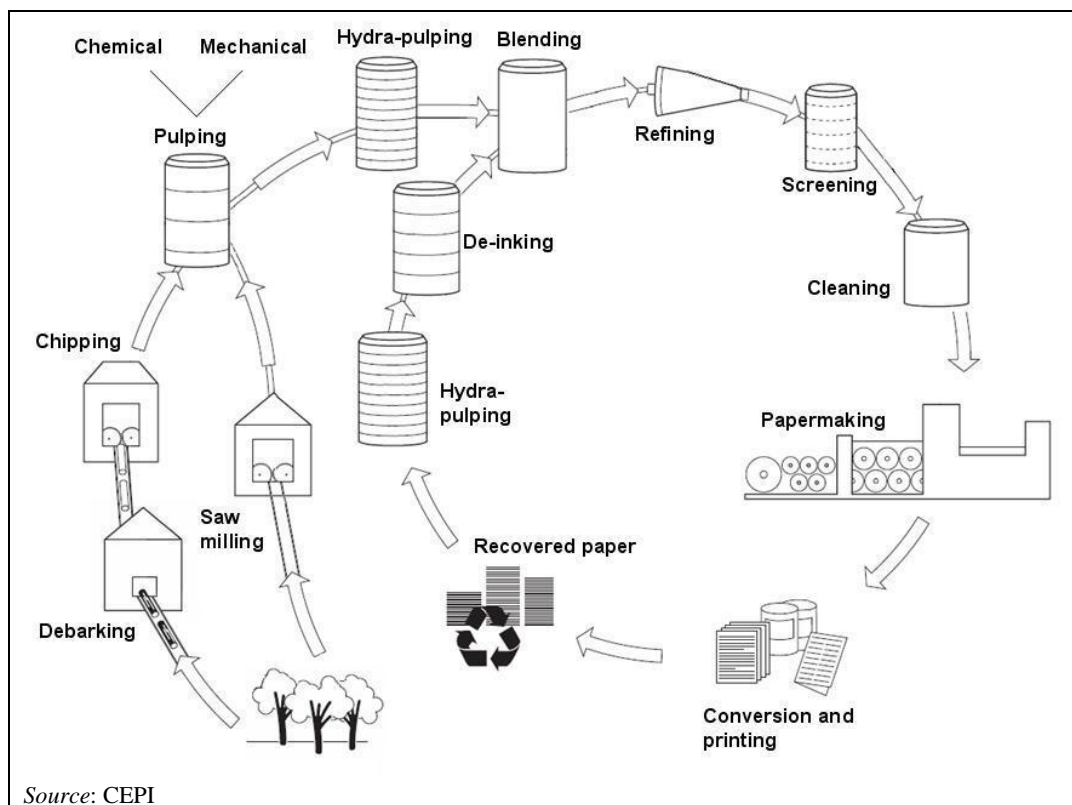 Chemical
Mechanical
Hydra-pulping
Blending
Pulping
Refining
Screening
De-inking
Cleaning
Chipping
Hydra-
pulping
Papermaking
Saw
milling
Recovered paper
Debarking
Conversion and
printing
Source: CEPI